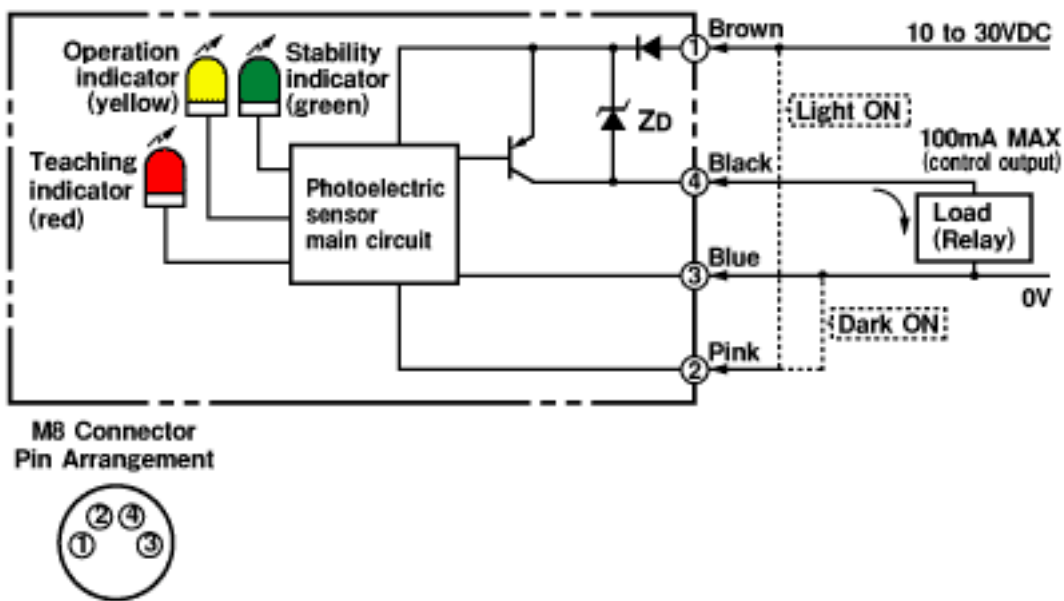 Operation
indicator
(yellow)
Stability
indicator
(green)
Teaching
indicator
(red)
Photoelectric
sensor
main circuit
ZD
1
Brown
10 to 30VDC
Light ON
100mA MAX
(control output)
4
Black
Load
(Relay)
3
Blue
0V
Dark ON
2
Pink
M8 Connector
Pin Arrangement
2 4
1 3